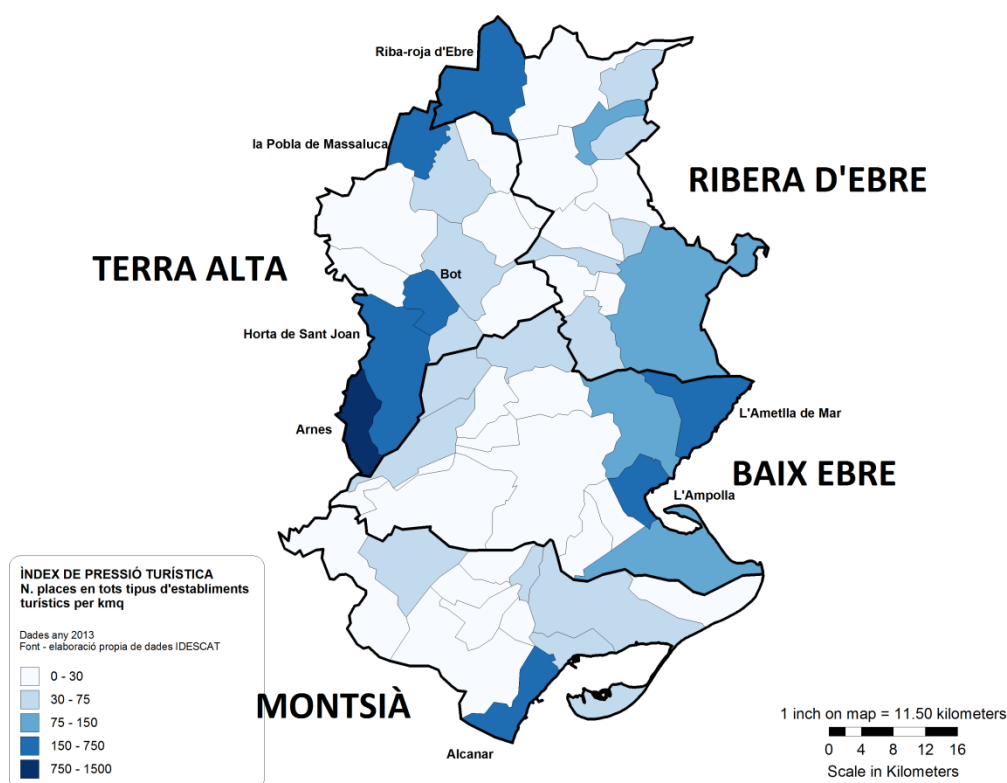 Riba-roja d'Ebre
la Pobla de Massaluca
RIBERA D'EBRE
TERRA ALTA
Bot
Horta de Sant Joan
L'Ametlla de Mar
Arnes
BAIX EBRE
L'Ampolla
ÌNDEX DE PRESSIÓ TURÍSTICA
N. places en tots tipus d'establiments
turístics per kmq
Dades any 2013
Font - elaboració propia de dades IDESCAT
0 - 30
30 - 75
75 - 150
150 - 750
750 - 1500
MONTSIÀ
Alcanar
1 inch on map = 11.50 kilometers
0 4 8 12 16
Scale in Kilometers